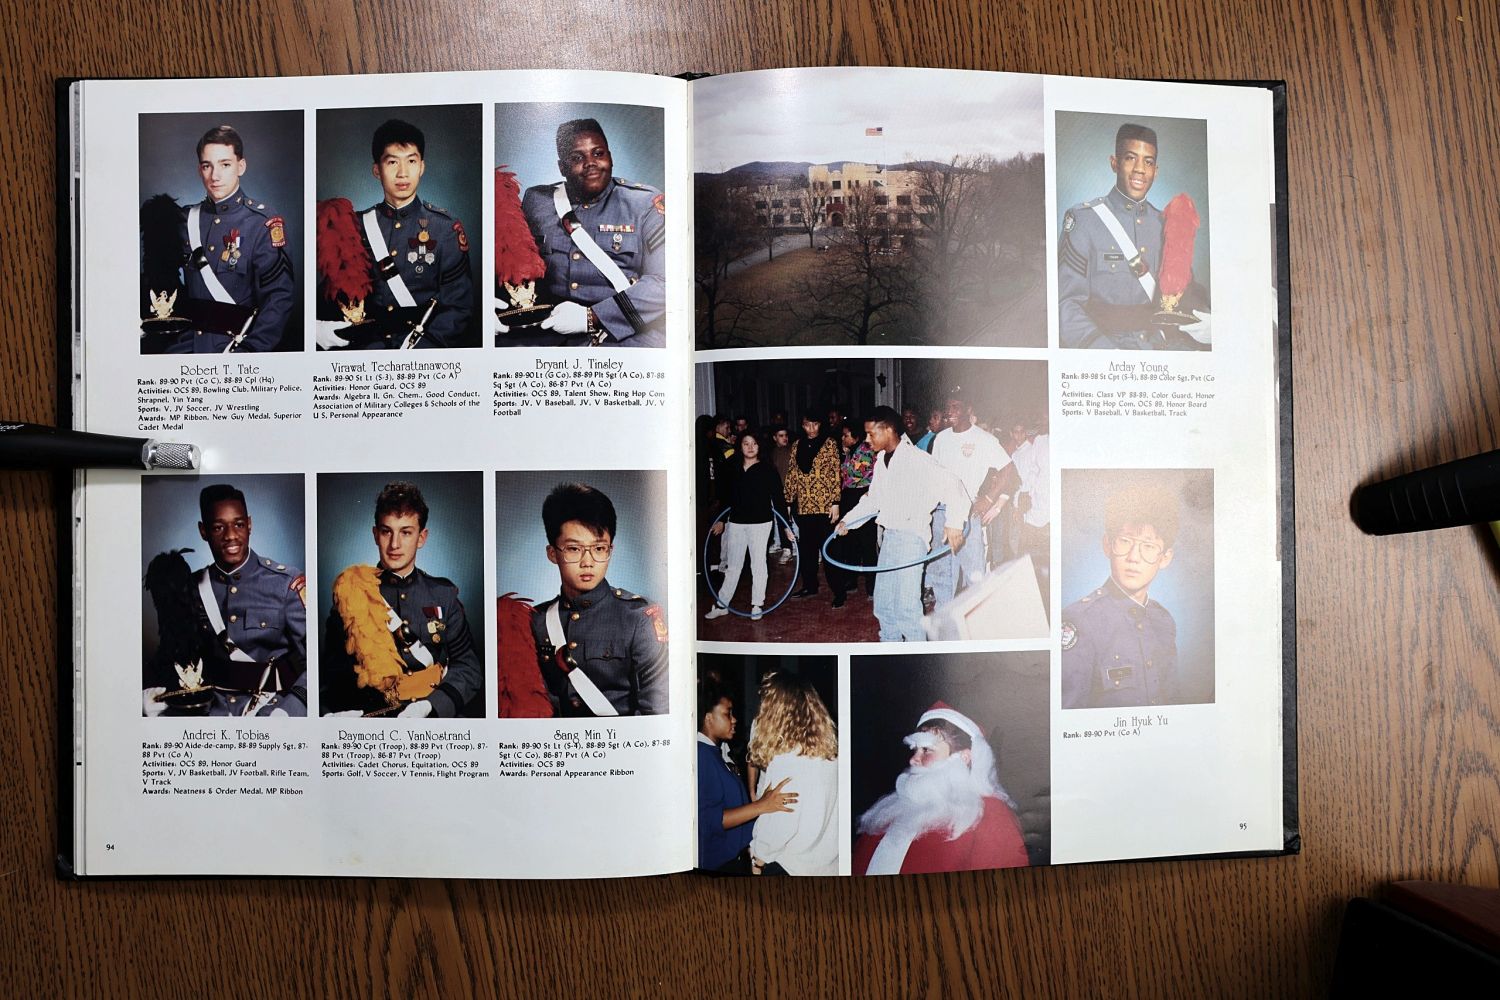 Robert T. Tate
Rank: 89-90 Pvt (Co C), 88-89 Cpl (Hq)
Activities: OCS 89, Bowling Club, Military Police,
Shrapnel, Yin Yang
Sports: V, JV Soccer, JV Wrestling
Awards: MP Ribbon, New Guy Medal, Superior
Cadet Medal
Virawat Techarattanawong
Rank: 89-90 St Lt (S-3), 88-89 Pvt (Co A)
Activities: Honor Guard, OCS 89
Awards: Algebra II, Gn. Chem., Good Conduct,
Association of Military Colleges & Schools of the
U S, Personal Appearance
Bryant J. Tinsley
Rank: 89-90 Lt (G Co), 88-89 Plt Sgt (A Co), 87-88
Sq Sgt (A Co), 86-87 Pvt (A Co)
Activities: OCS 89, Talent Show, Ring Hop Com
Sports: JV, V Baseball, JV, V Basketball, JV, V
Football
Andrei K. Tobias
Rank: 89-90 Aide-de-camp, 88-89 Supply Sgt, 87-
88 Pvt (Co A)
Activities: OCS 89, Honor Guard
Sports: V, JV Basketball, JV Football, Rifle Team,
V Track
Awards: Neatness & Order Medal, MP Ribbon
Raymond C. VanNostrand
Rank: 89-90 Cpt (Troop), 88-89 Pvt (Troop), 87-
88 Pvt (Troop), 86-87 Pvt (Troop)
Activities: Cadet Chorus, Equitation, OCS 89
Sports: Golf, V Soccer, V Tennis, Flight Program
Sang Min Yi
Rank: 89-90 St Lt (S-4), 88-89 Sgt (A Co), 87-88
Sgt (C Co), 86-87 Pvt (A Co)
Activities: OCS 89
Awards: Personal Appearance Ribbon
94
Arday Young
Rank: 89-98 St Cpt (S-4), 88-89 Color Sgt, Pvt (Co
C)
Activities: Class VP 88-89, Color Guard, Honor
Guard, Ring Hop Com, OCS 89, Honor Board
Sports: V Baseball, V Basketball, Track
Jin Hyuk Yu
Rank: 89-90 Pvt (Co A)
95